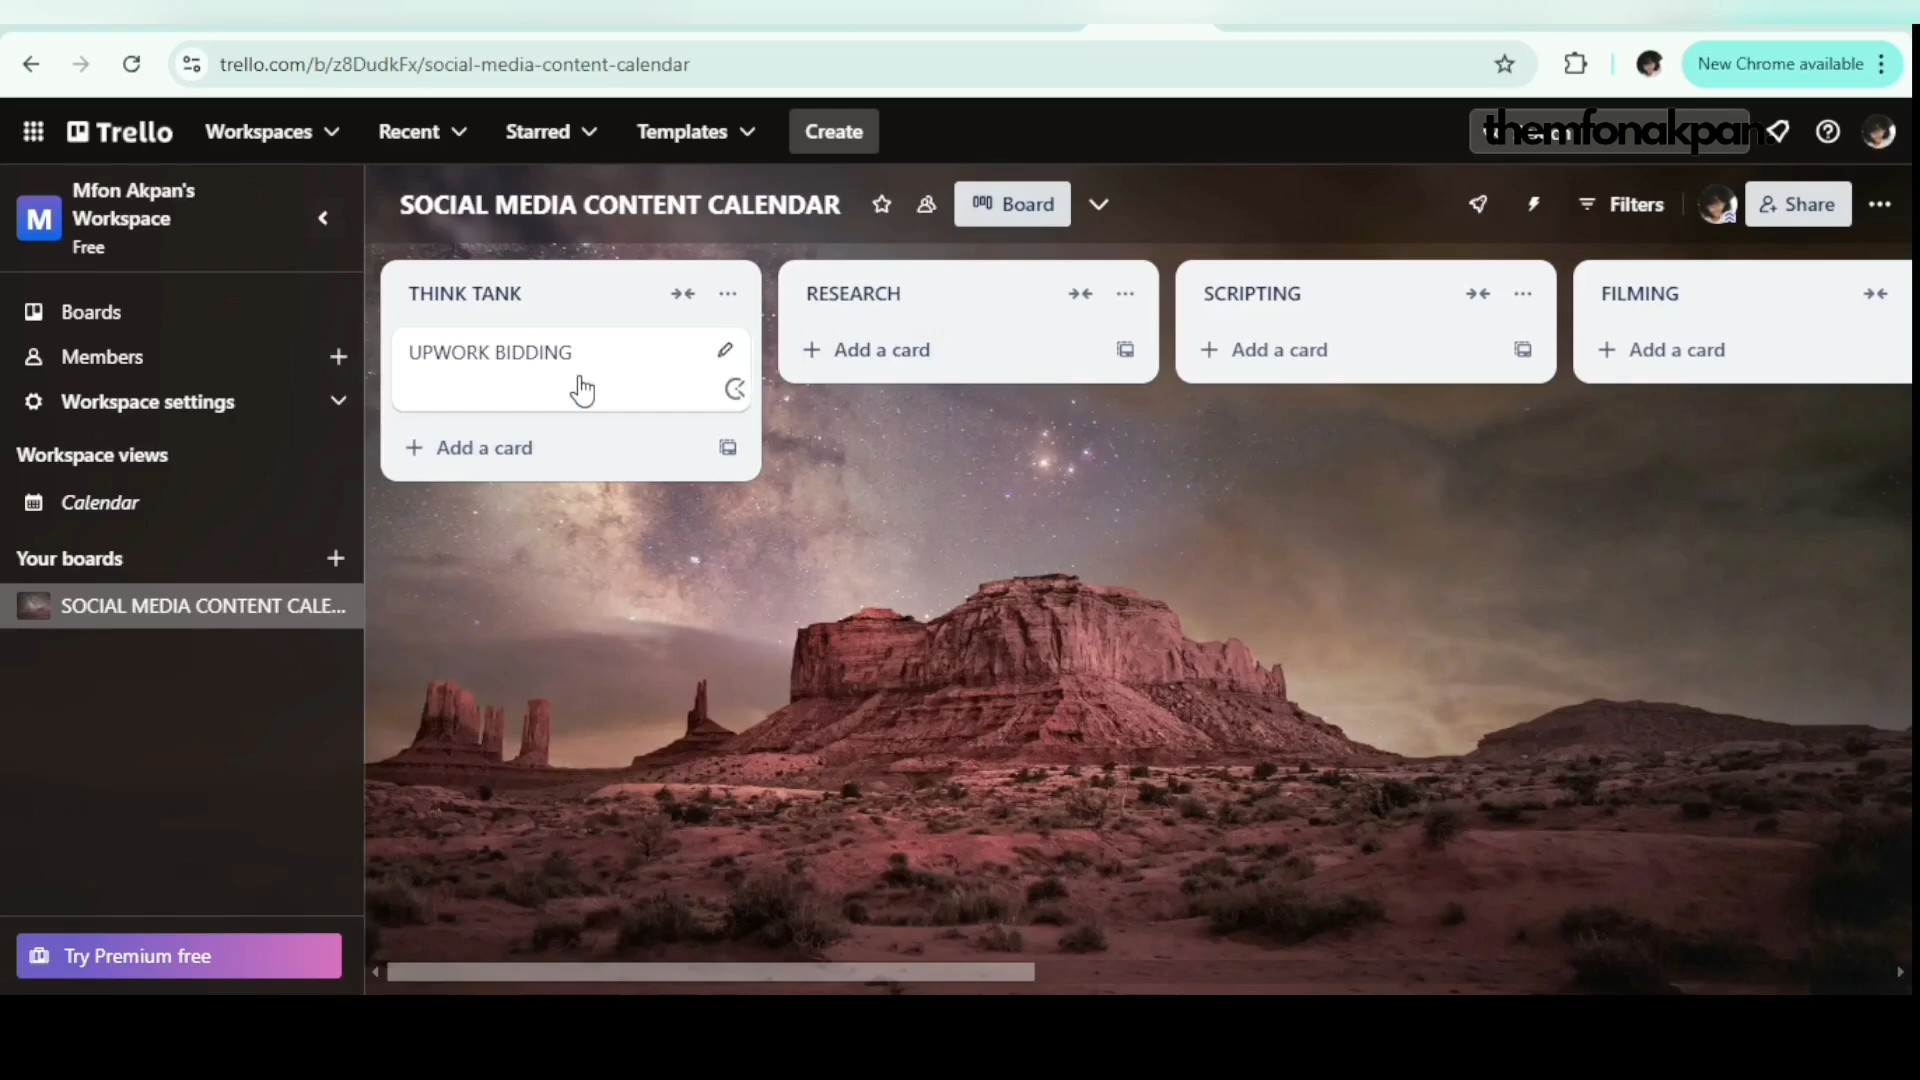 trello.com/b/z8DudkFx/social-media-content-calendar
New Chrome available
Trello
Workspaces
Recent
Starred
Templates
Create
themfonakpan.
M
Mfon Akpan's
Workspace
Free
SOCIAL MEDIA CONTENT CALENDAR
Board
Filters
Share
Boards
Members
Workspace settings
Workspace views
Calendar
Your boards
SOCIAL MEDIA CONTENT CALE...
Try Premium free
THINK TANK
UPWORK BIDDING
Add a card
RESEARCH
Add a card
SCRIPTING
Add a card
FILMING
Add a card